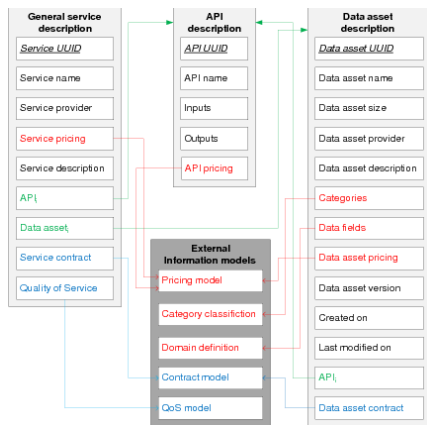 General service
description
Service UUID
Service name
Service provider
Service pricing
Service description
APIi
Data asseti
Service contract
Quality of Service
API
description
API UUID
API name
Inputs
Outputs
API pricing
External
Information models
Pricing model
Category classifiction
Domain definition
Contract model
QoS model
Data asset
description
Data asset UUID
Data asset name
Data asset size
Data asset provider
Data asset description
Categories
Data fields
Data asset pricing
Data asset version
Created on
Last modified on
APIi
Data asset contract